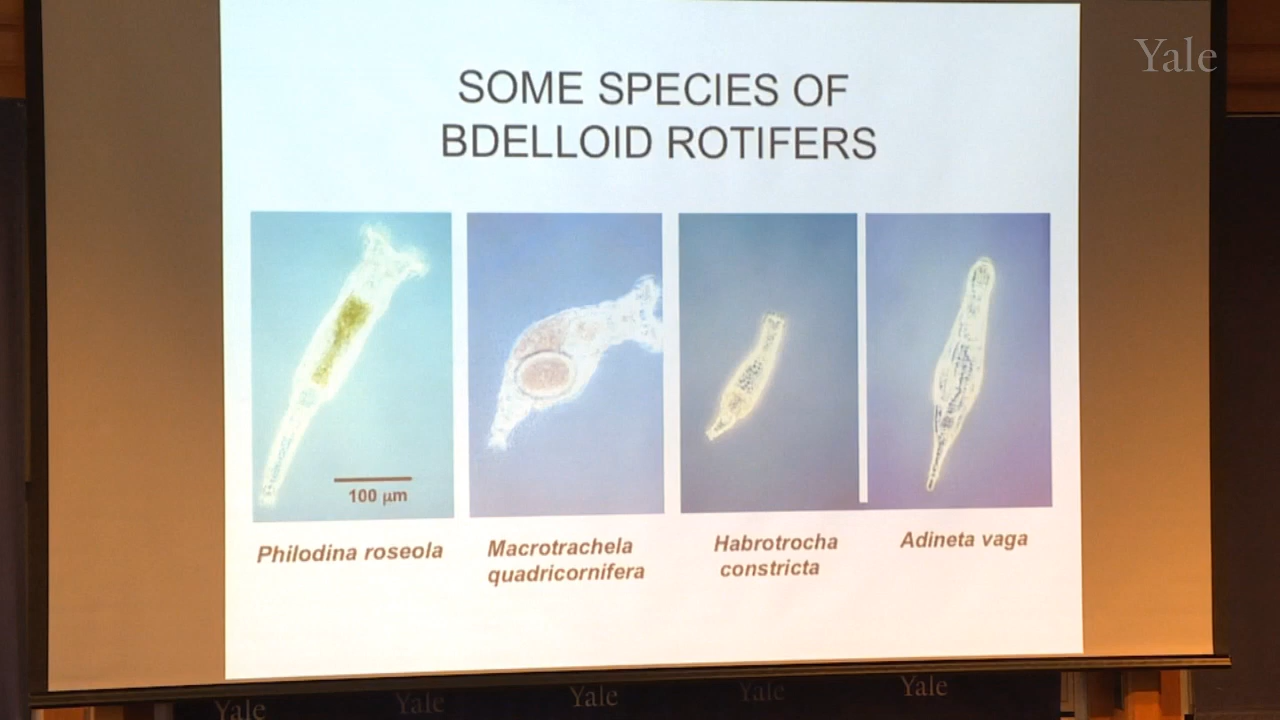 Yale
SOME SPECIES OF
BDELLOID ROTIFERS
100 µm
Philodina roseola
Macrotrachela
quadricornifera
Habrotrocha
constricta
Adineta vaga
Yale Yale Yale Yale Yale